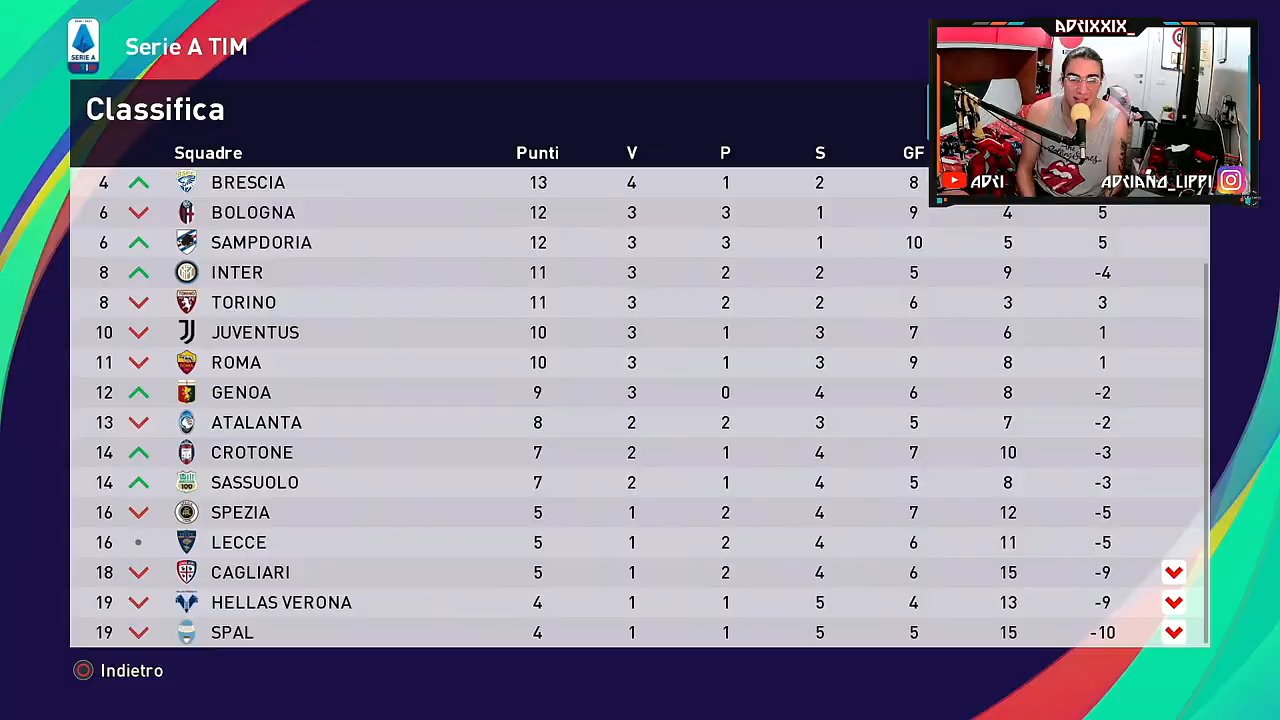 Serie A TIM
ADRIXXIX_
Classifica
Squadre Punti V P S GF
ADRI ADRIANO_LIPPI
4 BRESCIA 13 4 1 2 8
6 BOLOGNA 12 3 3 1 9 4 5
6 SAMPDORIA 12 3 3 1 10 5 5
8 INTER 11 3 2 2 5 9 -4
8 TORINO 11 3 2 2 6 3 3
10 JUVENTUS 10 3 1 3 7 6 1
11 ROMA 10 3 1 3 9 8 1
12 GENOA 9 3 0 4 6 8 -2
13 ATALANTA 8 2 2 3 5 7 -2
14 CROTONE 7 2 1 4 7 10 -3
14 SASSUOLO 7 2 1 4 5 8 -3
16 SPEZIA 5 1 2 4 7 12 -5
16 LECCE 5 1 2 4 6 11 -5
18 CAGLIARI 5 1 2 4 6 15 -9
19 HELLAS VERONA 4 1 1 5 4 13 -9
19 SPAL 4 1 1 5 5 15 -10
Indietro